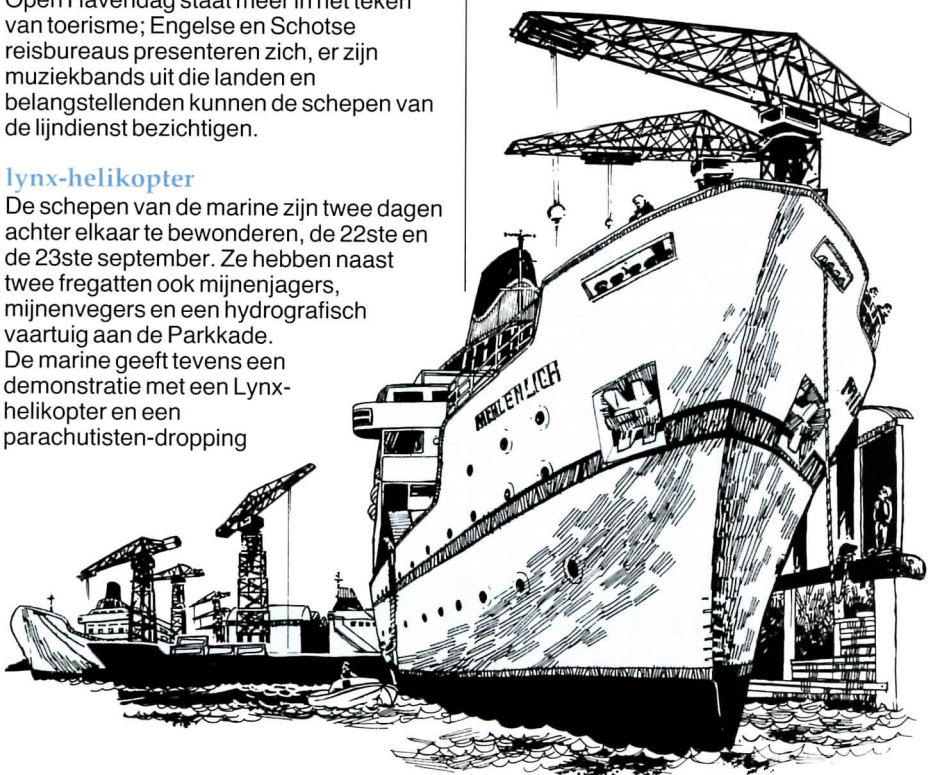 Open Havendag staat meer in het teken
van toerisme; Engelse en Schotse
reisbureaus presenteren zich, er zijn
muziekbands uit die landen en
belangstellenden kunnen de schepen van
de lijndienst bezichtigen.
lynx-helikopter
De schepen van de marine zijn twee dagen
achter elkaar te bewonderen, de 22ste en
de 23ste september. Ze hebben naast
twee fregatten ook mijnenjagers,
mijnenvegers en een hydrografisch
vaartuig aan de Parkkade.
De marine geeft tevens een
demonstratie met een Lynx-
helikopter en een
parachutisten-dropping